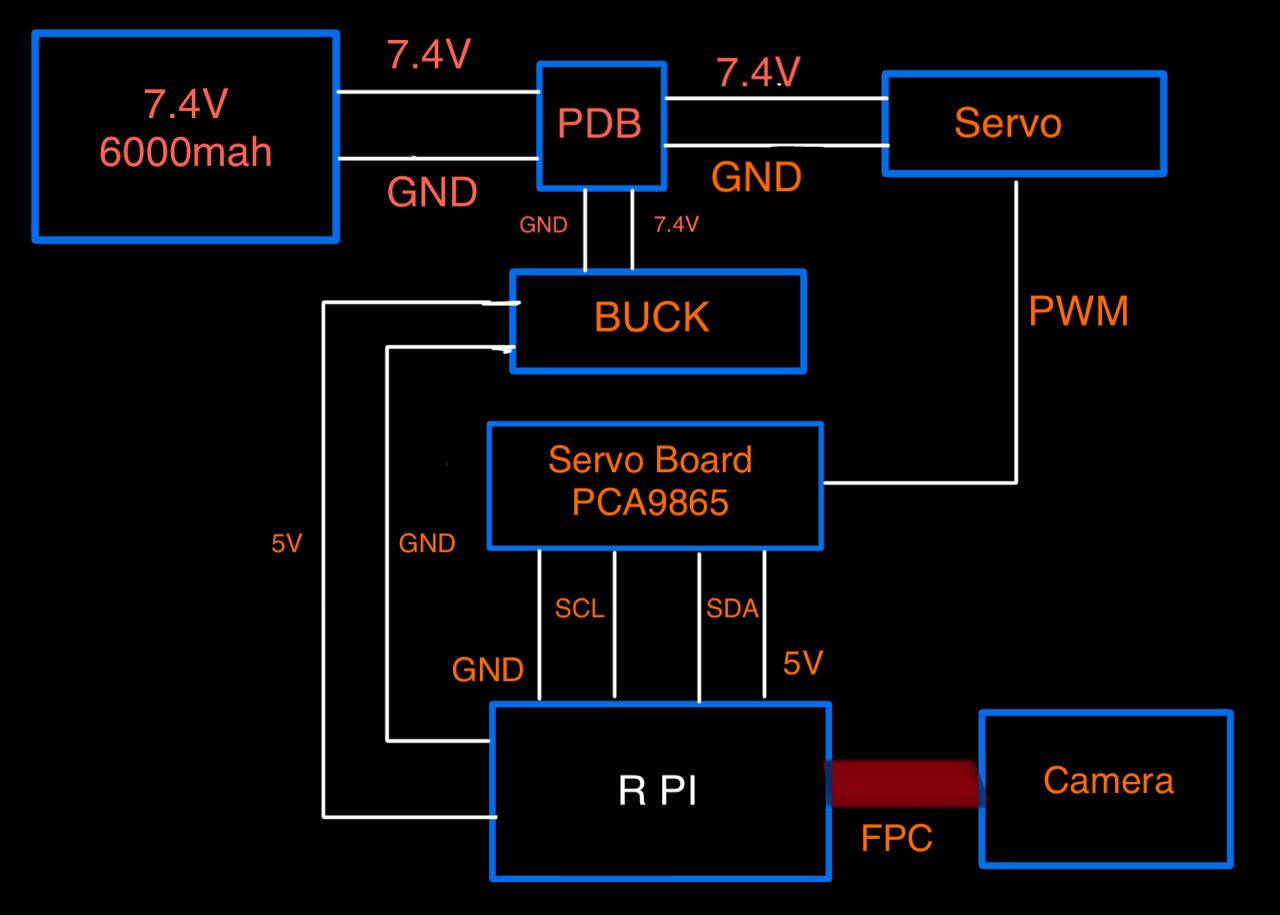 7.4V
7.4V
6000mah
GND
PDB
7.4V
GND
Servo
GND
7.4V
BUCK
PWM
Servo Board
PCA9865
5V
GND
SCL
SDA
GND
5V
R PI
FPC
Camera